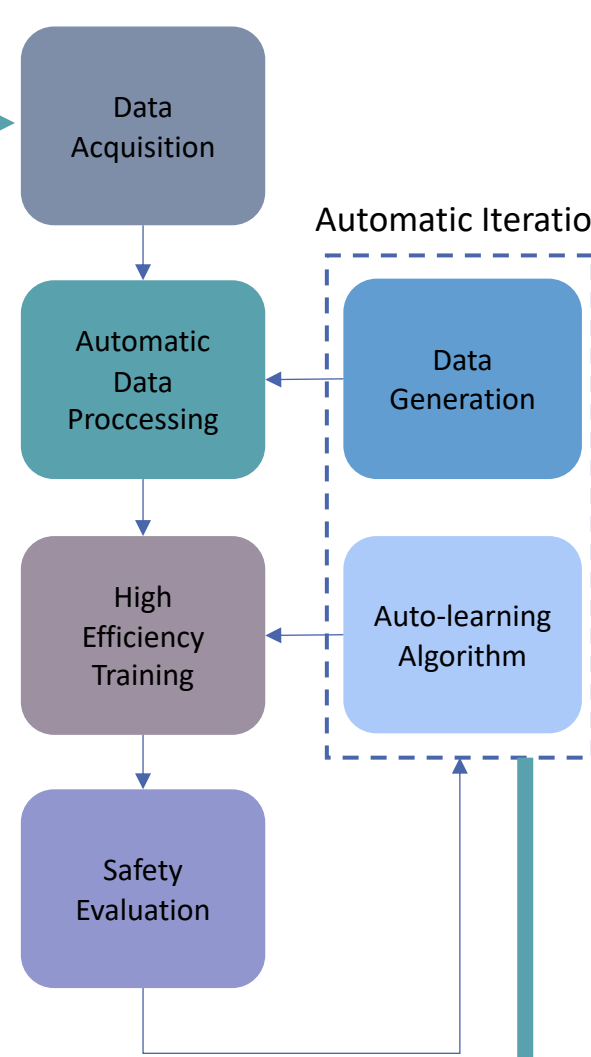 Data
Acquisition
Automatic Iteratio
Automatic
Data
Proccessing
Data
Generation
High
Efficiency
Training
Auto-learning
Algorithm
Safety
Evaluation